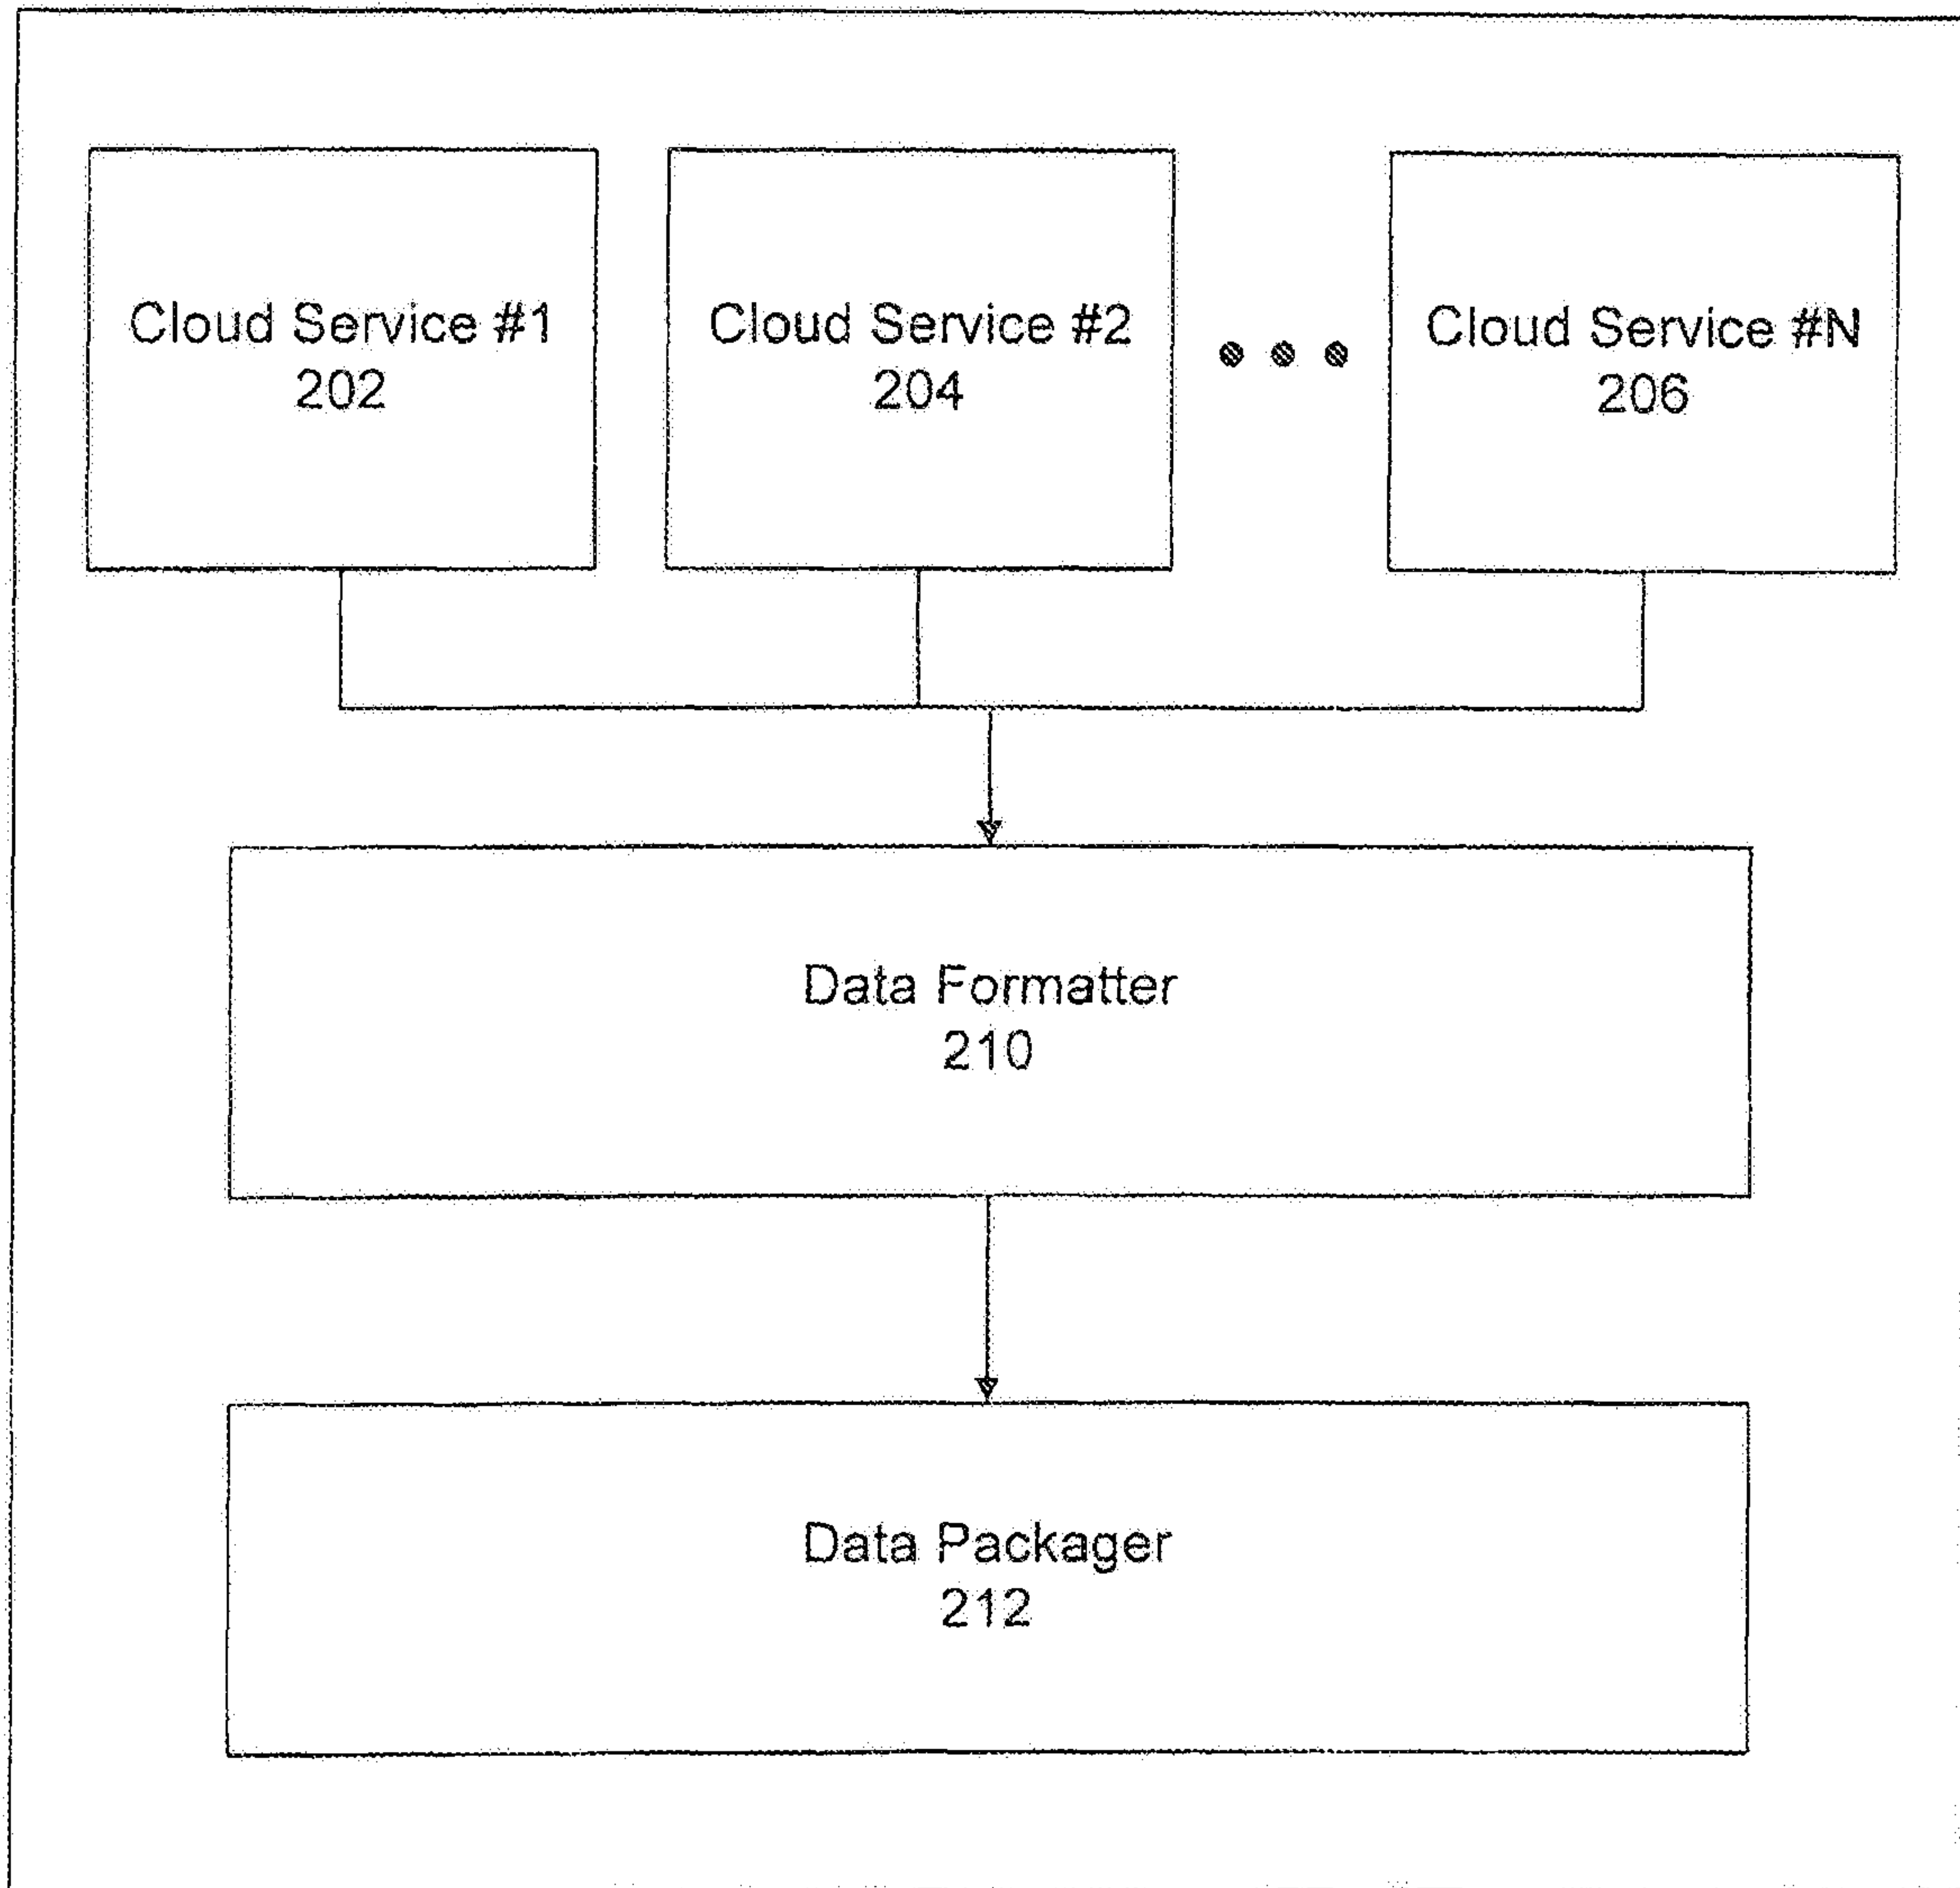 Cloud Service #1
202
Cloud Service #2
204
Cloud Service #N
206
Data Formatter
210
Data Packager
212